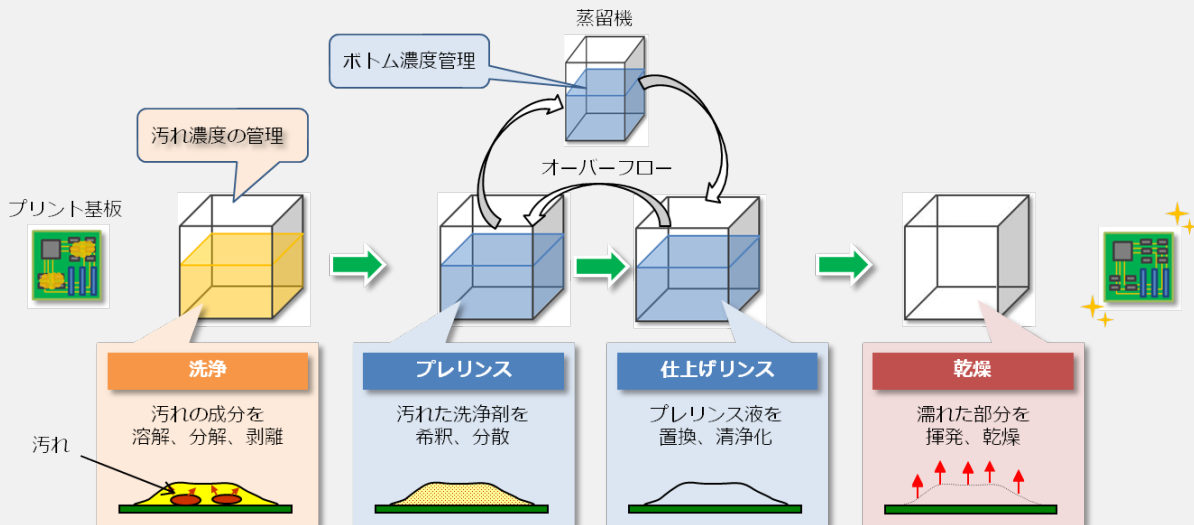 蒸留機
ボトム濃度管理
汚れ濃度の管理
オーバーフロー
プリント基板
洗浄
汚れの成分を
溶解、分解、剥離
汚れ
プレリンス
汚れた洗浄剤を
希釈、分散
仕上げリンス
プレリンス液を
置換、清浄化
乾燥
濡れた部分を
揮発、乾燥